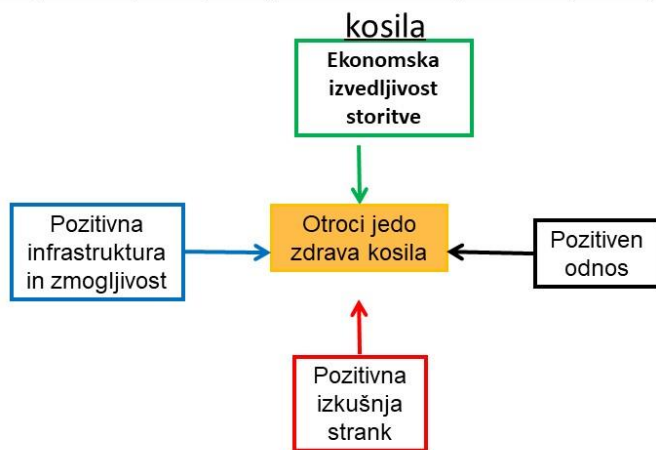 kosila
Ekonomska
izvedljivost
storitve
Pozitivna
infrastruktura
in zmogljivost
Otroci jedo
zdrava kosila
Pozitiven
odnos
Pozitivna
izkušnja
strank